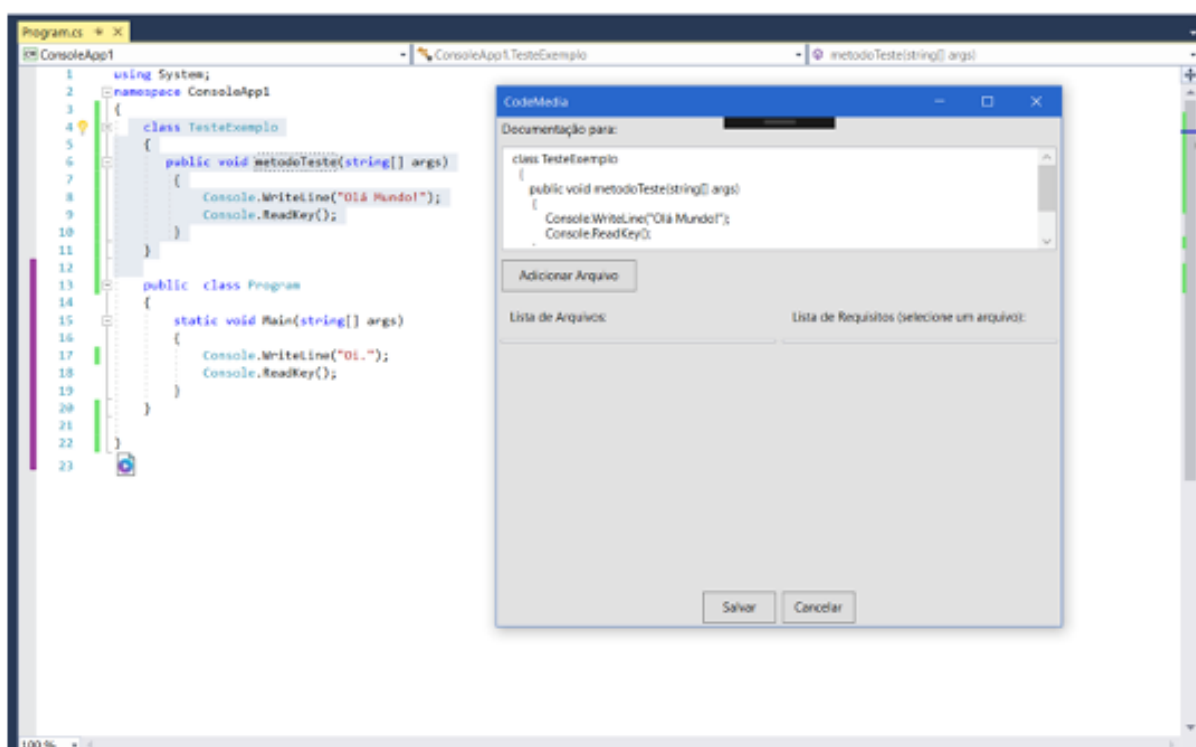 Program.cs
ConsoleApp1
ConsoleApp1.TesteExemplo
metodoTeste(string[] args)
1 using System;
2 namespace ConsoleApp1
3 {
4 class TesteExemplo
5 {
6 public void metodoTeste(string[] args)
7 {
8 Console.WriteLine("Olá Mundo!");
9 Console.ReadKey();
10 }
11 }
12
13 public class Program
14 {
15 static void Main(string[] args)
16 {
17 Console.WriteLine("Oi.");
18 Console.ReadKey();
19 }
20 }
21
22 }
23
100 %
CodeMedia
Documentação para:
class TesteExemplo
{
public void metodoTeste(string[] args)
{
Console.WriteLine("Olá Mundo!");
Console.ReadKey();
Adicionar Arquivo
Lista de Arquivos:
Lista de Requisitos (selecione um arquivo):
Salvar
Cancelar